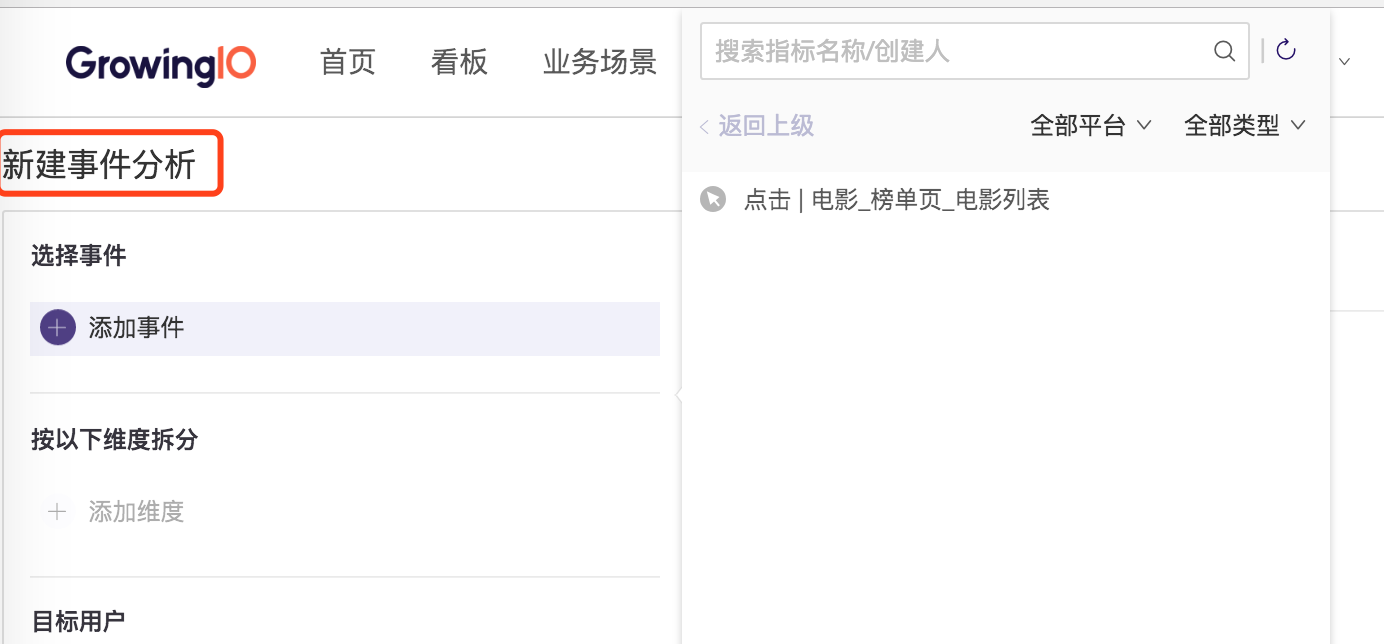 GrowingIO 首页 看板 业务场景
搜索指标名称/创建人
返回上级 全部平台 全部类型
新建事件分析
点击 | 电影_榜单页_电影列表
选择事件
添加事件
按以下维度拆分
添加维度
目标用户